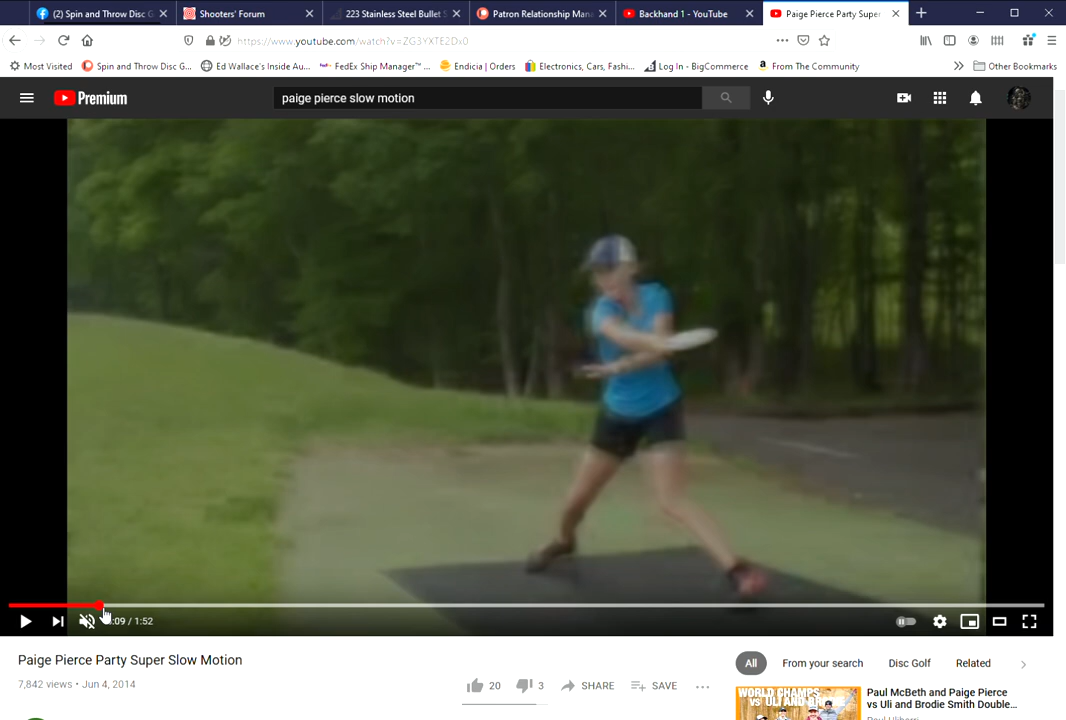 (2) Spin and Throw Disc G
Shooters' Forum
223 Stainless Steel Bullet S
Patron Relationship Mana
Backhand 1 - YouTube
Paige Pierce Party Super
https://www.youtube.com/watch?v=ZG3YXTE2Dx0
Most Visited
Spin and Throw Disc G...
Ed Wallace's Inside Au...
FedEx Ship Manager™ ...
Endicia | Orders
Electronics, Cars, Fashi...
Log In - BigCommerce
From The Community
Other Bookmarks
Premium
paige pierce slow motion
:09 / 1:52
Paige Pierce Party Super Slow Motion
7,842 views • Jun 4, 2014
20
3
SHARE
SAVE
All
From your search
Disc Golf
Related
WORLD CHAMPS
VS ULI AND B
Paul McBeth and Paige Pierce
vs Uli and Brodie Smith Double...